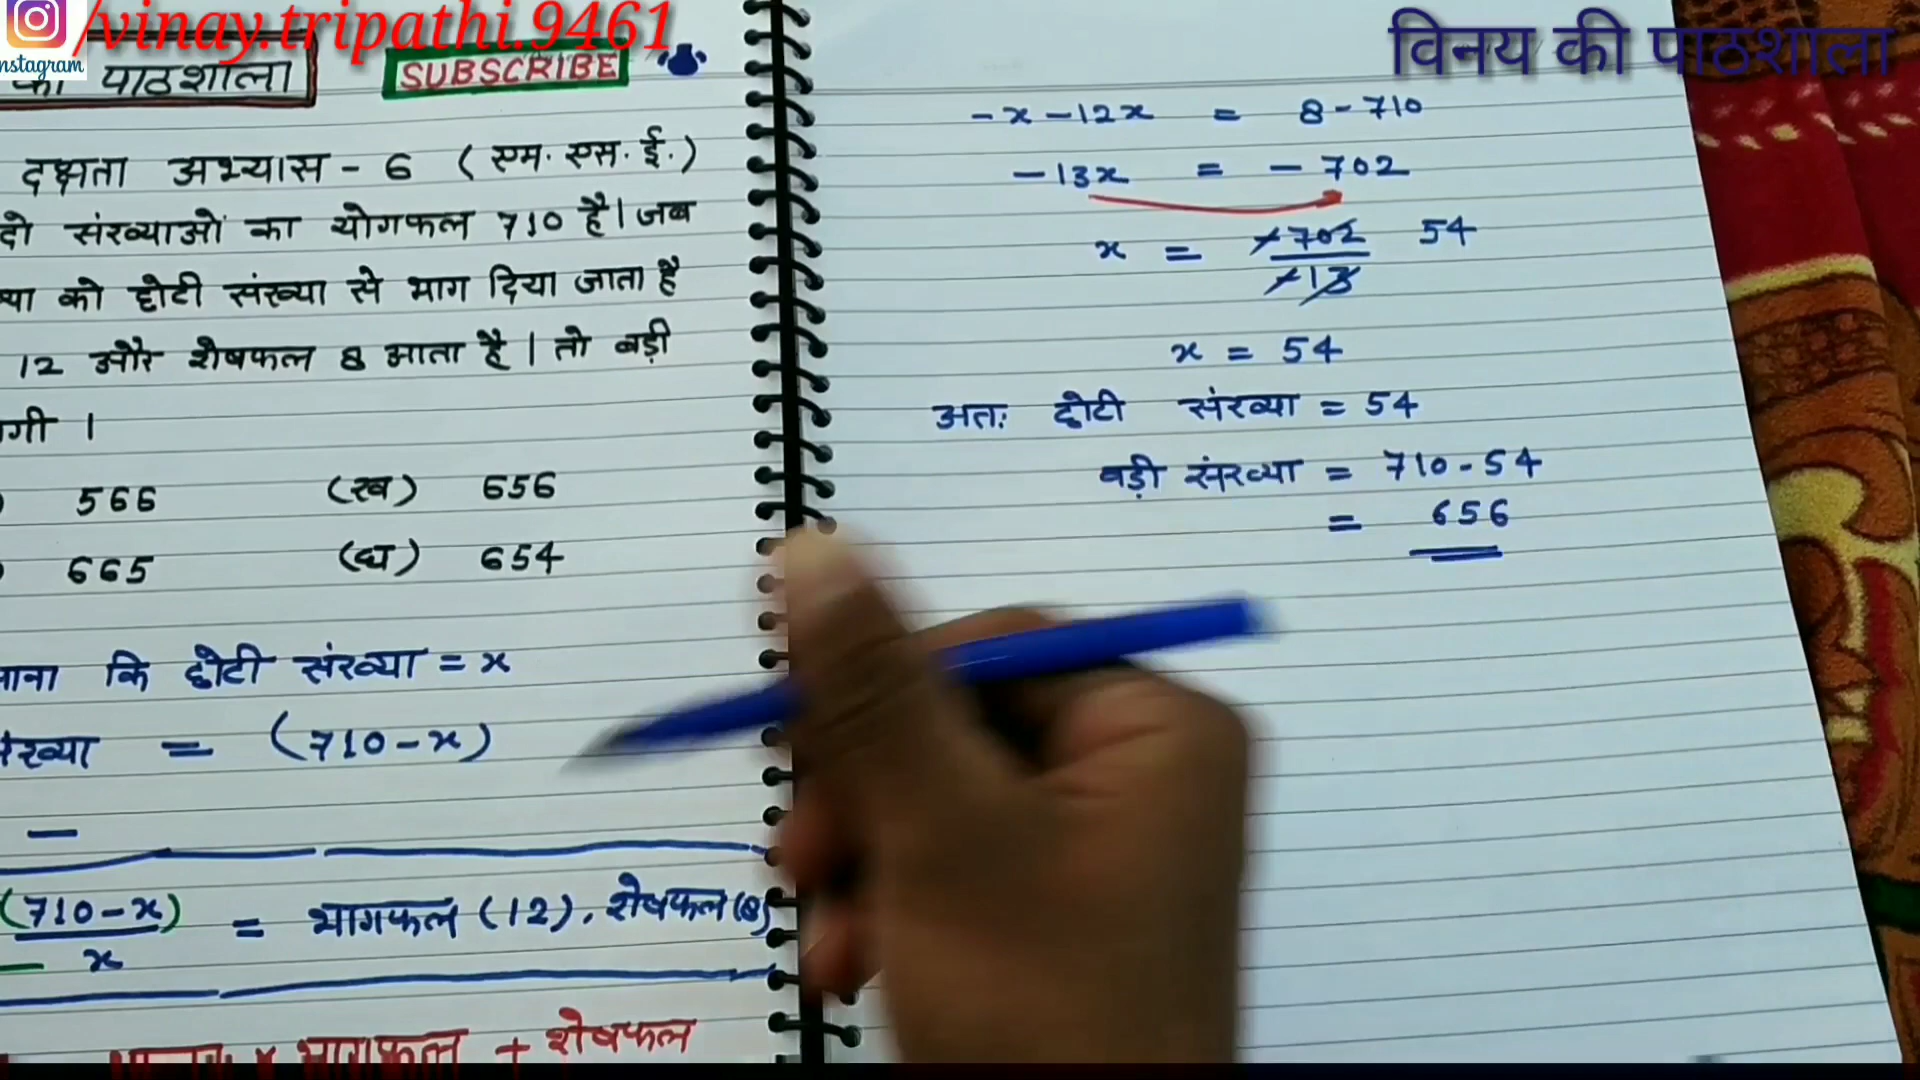 /vinay.tripathi.9461
Instagram
विनय की पाठशाला
की पाठशाला
SUBSCRIBE
दक्षता अभ्यास - 6 (एम. एस. ई.)
दो संख्याओं का योगफल 710 है। जब
को छोटी संख्या से भाग दिया जाता है
12 और शेषफल 8 आता है। तो बड़ी
।
566 (ख) 656
665 (घ) 654
कि छोटी संख्या = x
= (710-x)
(710-x) / x = भागफल (12), शेषफल (8)
x भागफल + शेषफल
-x -12x = 8-710
-13x = -702
x = -702 / -13 54
x = 54
अतः छोटी संख्या = 54
बड़ी संख्या = 710-54
= 656